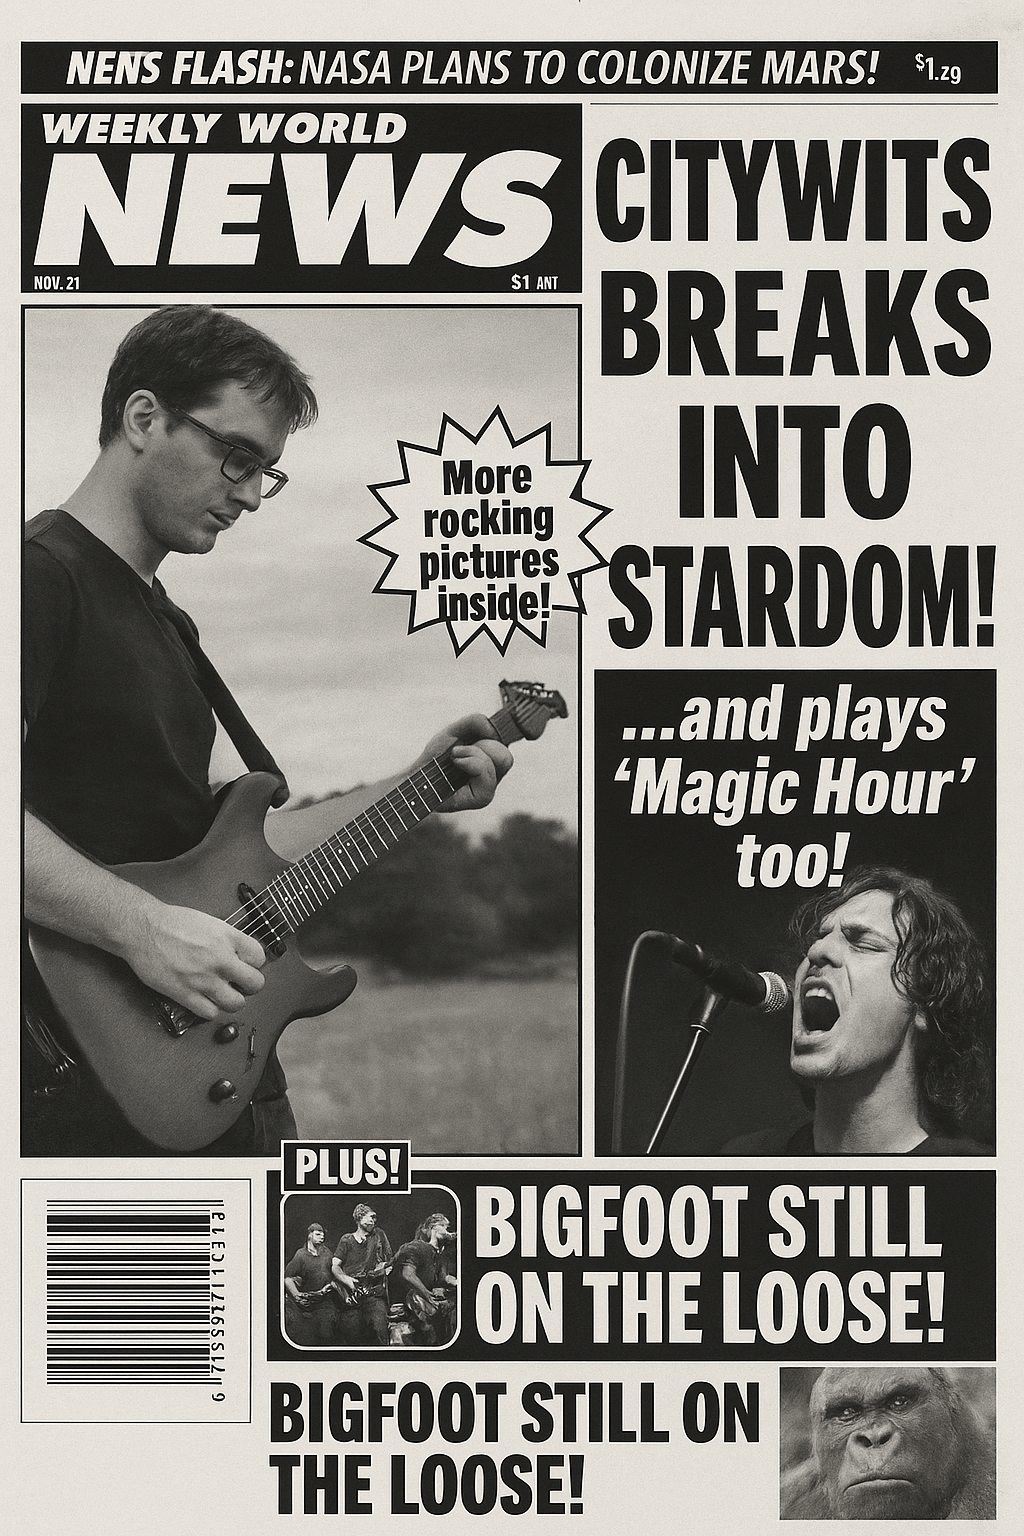 NENS FLASH: NASA PLANS TO COLONIZE MARS! $1.29
WEEKLY WORLD
NEWS
NOV. 21 $1 ANT
CITYWITS
BREAKS
INTO
STARDOM!
More
rocking
pictures
inside!
...and plays
‘Magic Hour’
too!
PLUS!
BIGFOOT STILL
ON THE LOOSE!
BIGFOOT STILL ON
THE LOOSE!